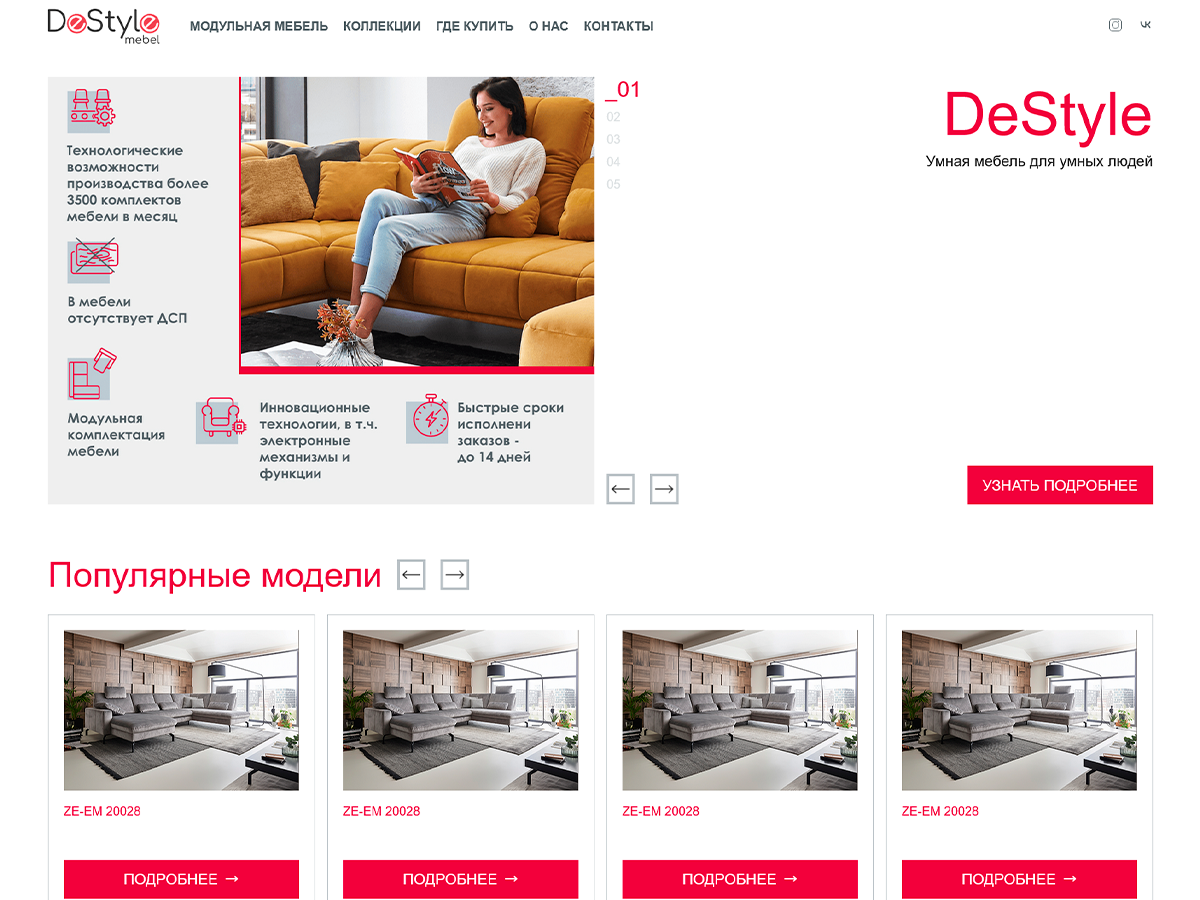 DeStyle
mebel
МОДУЛЬНАЯ МЕБЕЛЬ КОЛЛЕКЦИИ ГДЕ КУПИТЬ О НАС КОНТАКТЫ
Технологические
возможности
производства более
3500 комплектов
мебели в месяц
В мебели
отсутствует ДСП
Модульная
комплектация
мебели
Инновационные
технологии, в т.ч.
электронные
механизмы и
функции
Быстрые сроки
исполнени
заказов -
до 14 дней
_01
02
03
04
05
DeStyle
Умная мебель для умных людей
УЗНАТЬ ПОДРОБНЕЕ
Популярные модели
ZE-EM 20028
ПОДРОБНЕЕ →
ZE-EM 20028
ПОДРОБНЕЕ →
ZE-EM 20028
ПОДРОБНЕЕ →
ZE-EM 20028
ПОДРОБНЕЕ →